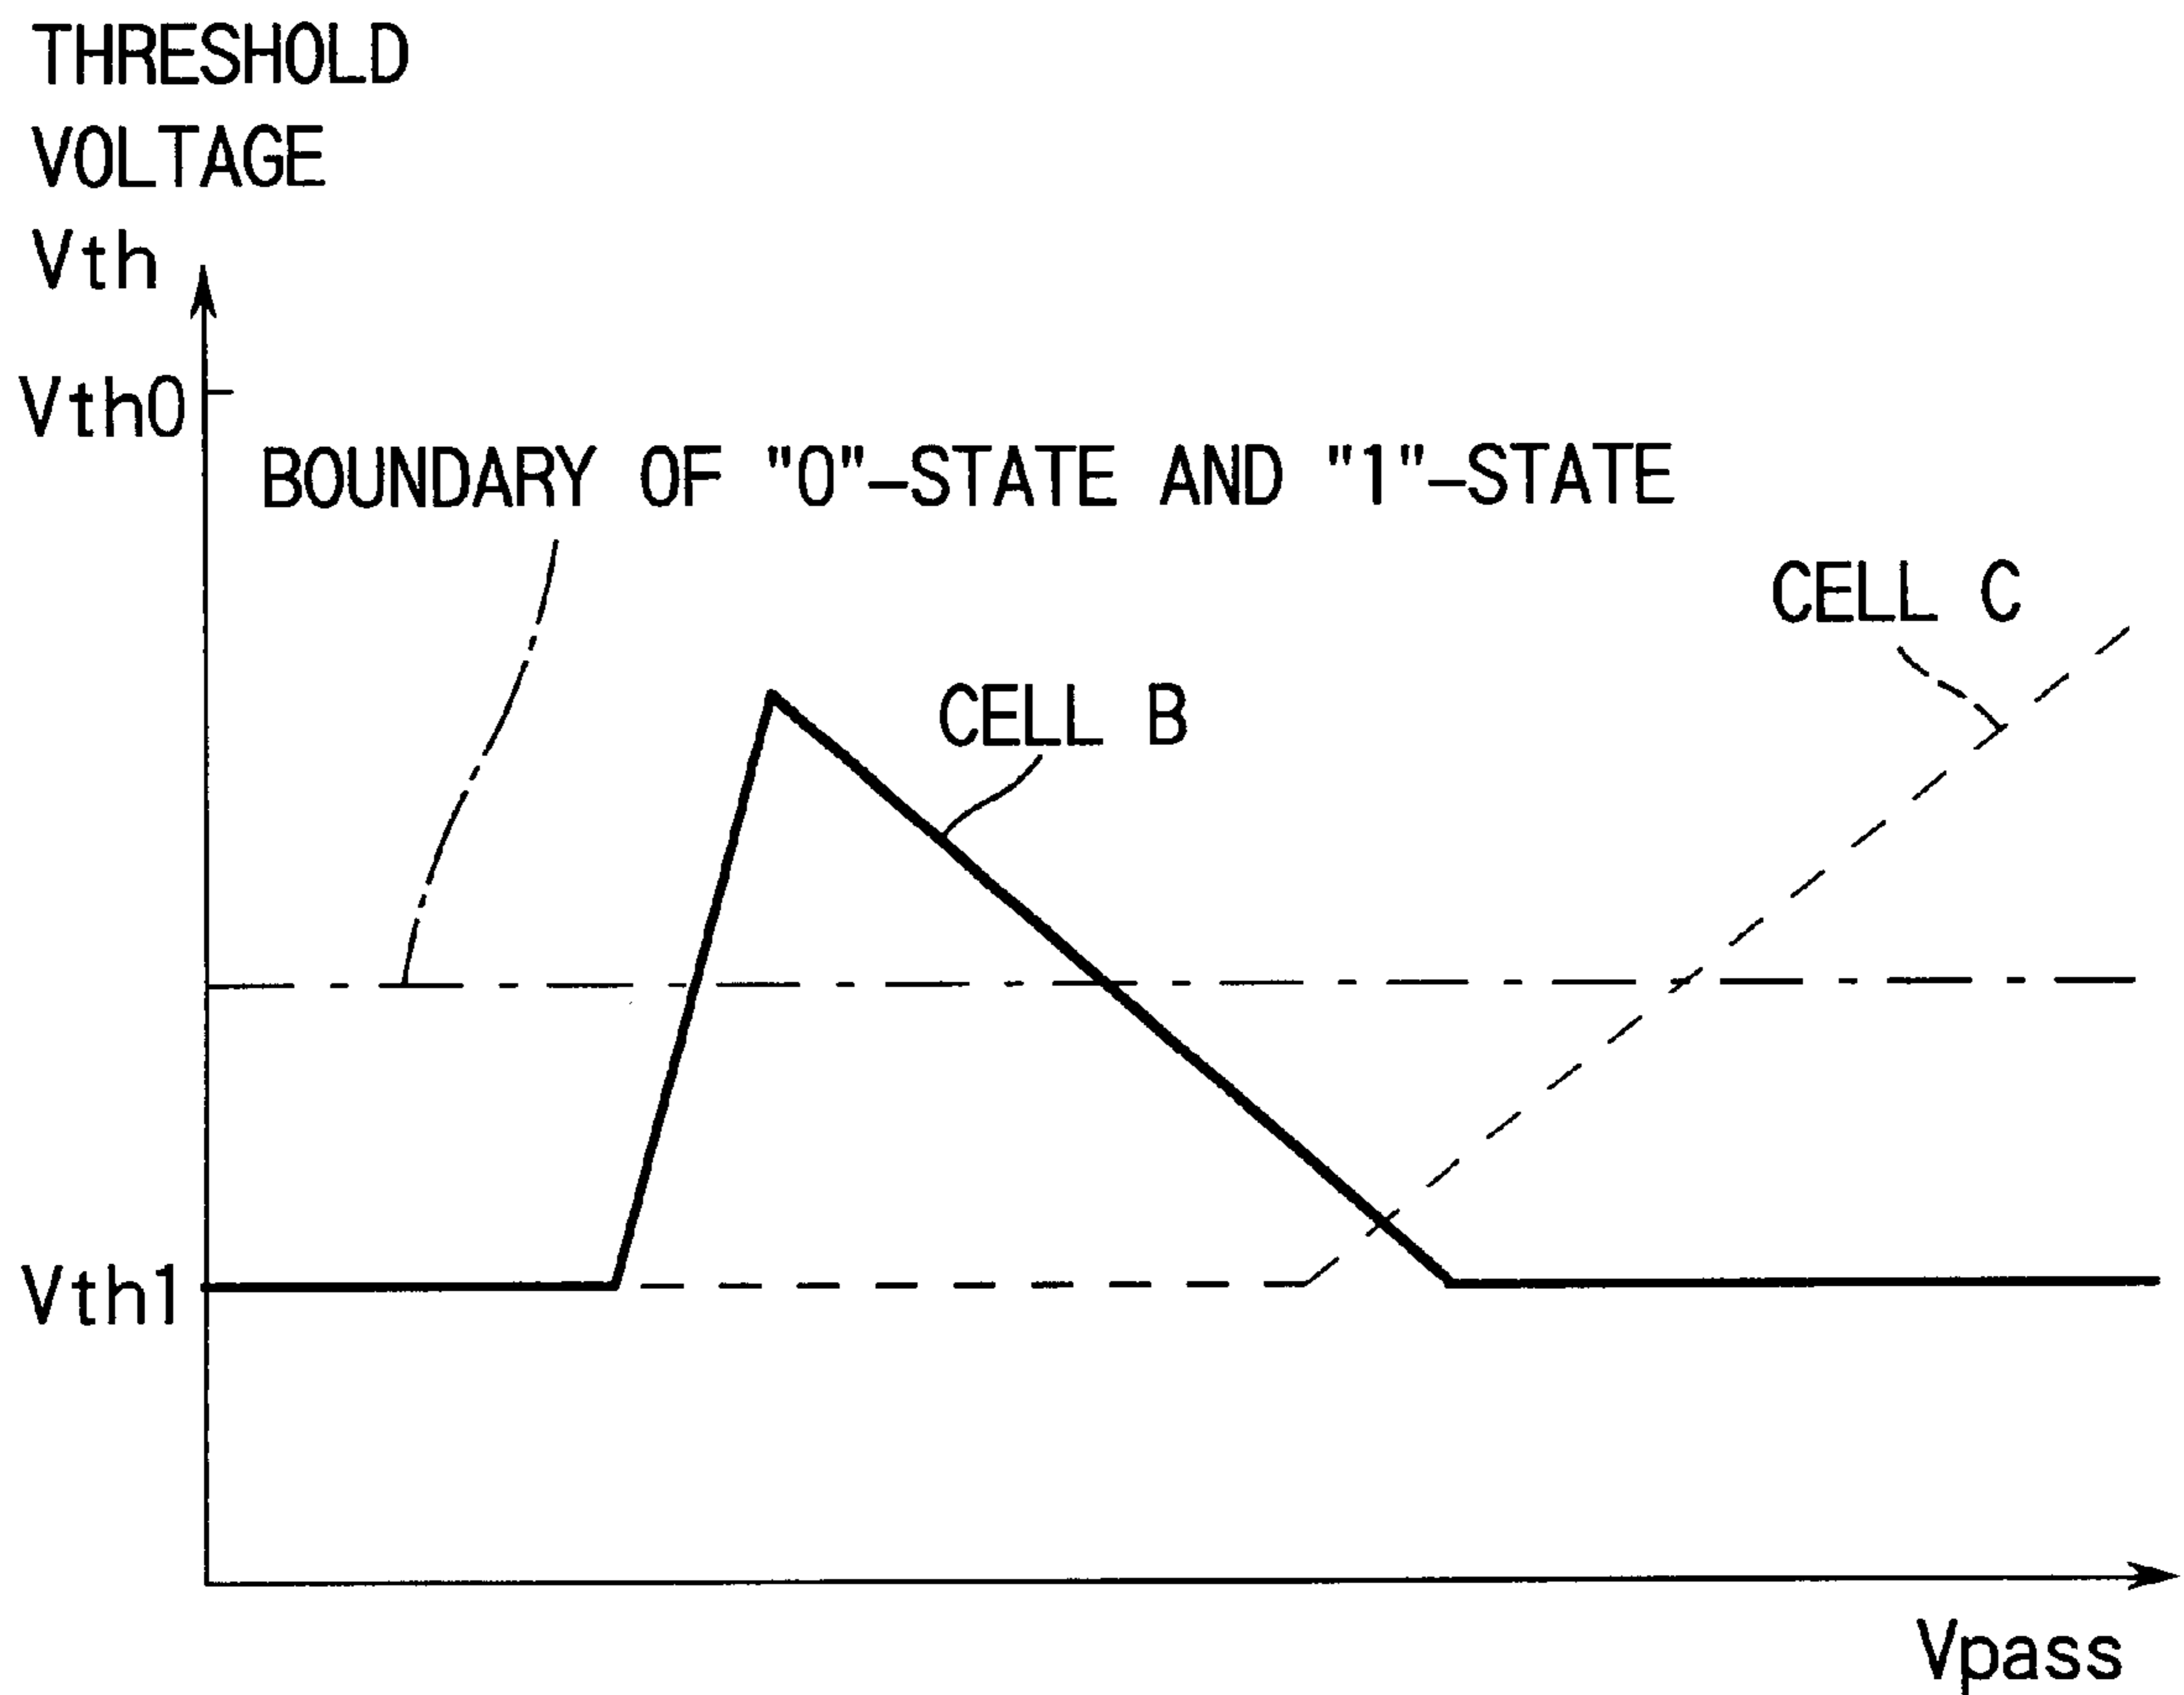 THRESHOLD
VOLTAGE
Vth
Vth0
BOUNDARY OF "0"-STATE AND "1"-STATE
CELL C
CELL B
Vth1
Vpass